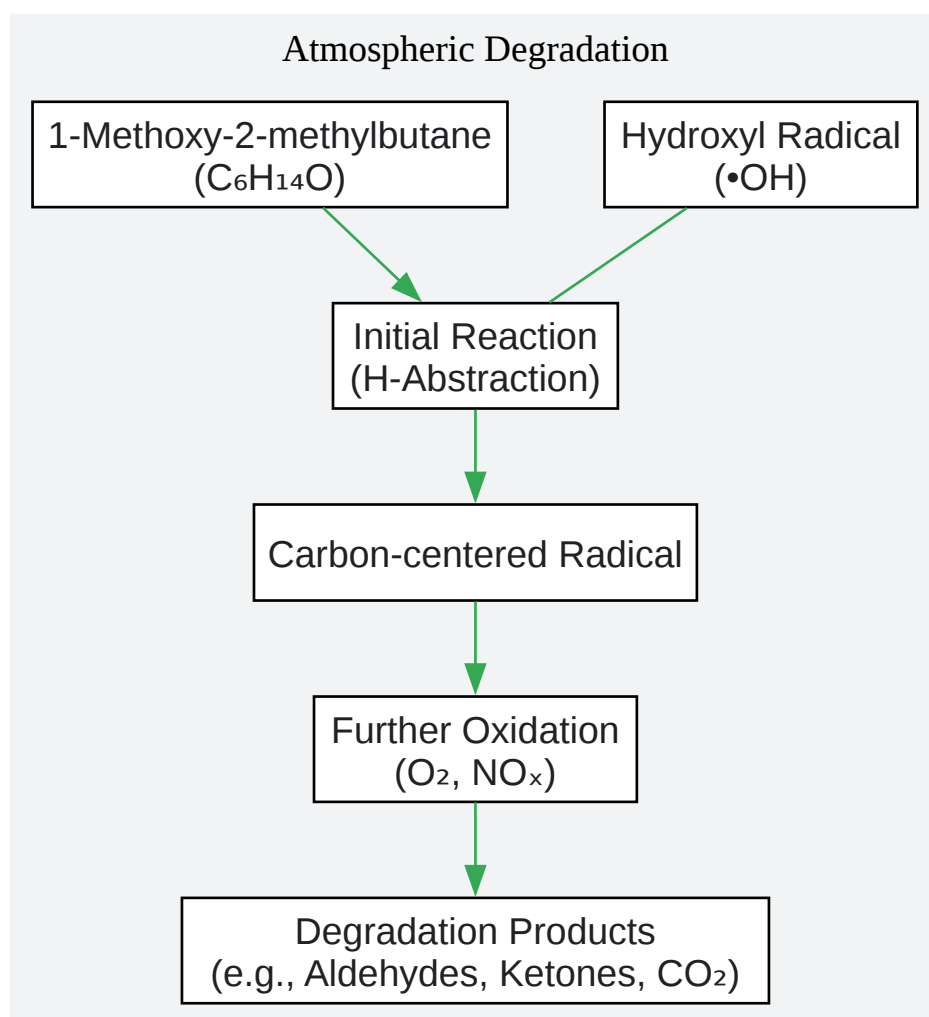 Atmospheric Degradation
1-Methoxy-2-methylbutane
(C₆H₁₄O)
Hydroxyl Radical
(•OH)
Initial Reaction
(H-Abstraction)
Carbon-centered Radical
Further Oxidation
(O₂, NOₓ)
Degradation Products
(e.g., Aldehydes, Ketones, CO₂)